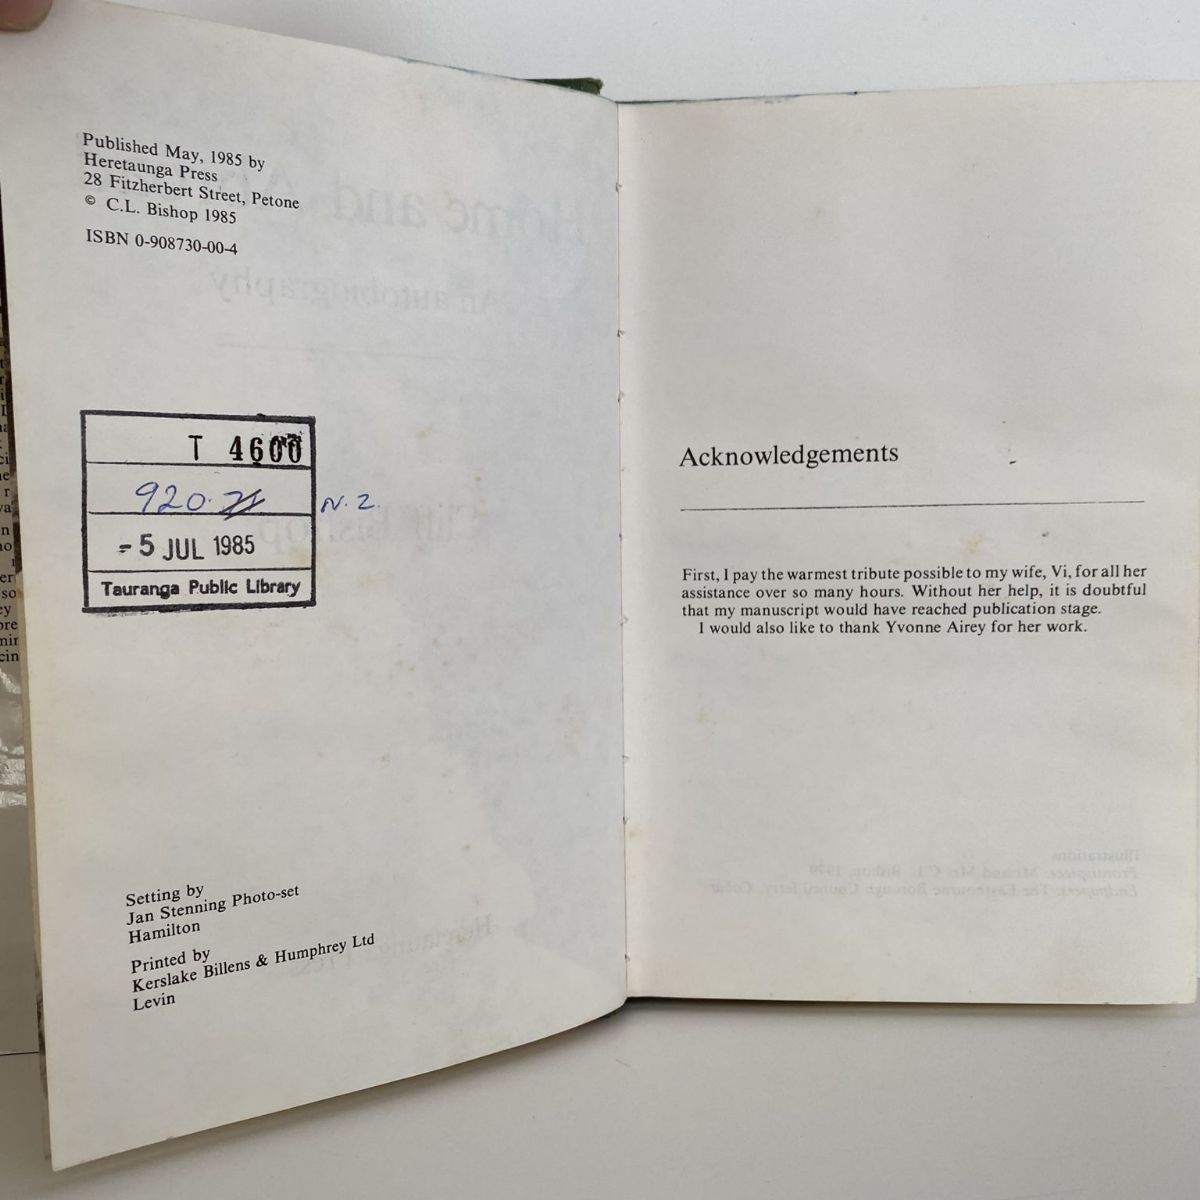 Published May, 1985 by
Heretaunga Press
28 Fitzherbert Street, Petone
© C.L. Bishop 1985
ISBN 0-908730-00-4
T 4600
920.
N.Z.
-5 JUL 1985
Tauranga Public Library
Setting by
Jan Stenning Photo-set
Hamilton
Printed by
Kerslake Billens & Humphrey Ltd
Levin
Acknowledgements
First, I pay the warmest tribute possible to my wife, Vi, for all her
assistance over so many hours. Without her help, it is doubtful
that my manuscript would have reached publication stage.
I would also like to thank Yvonne Airey for her work.